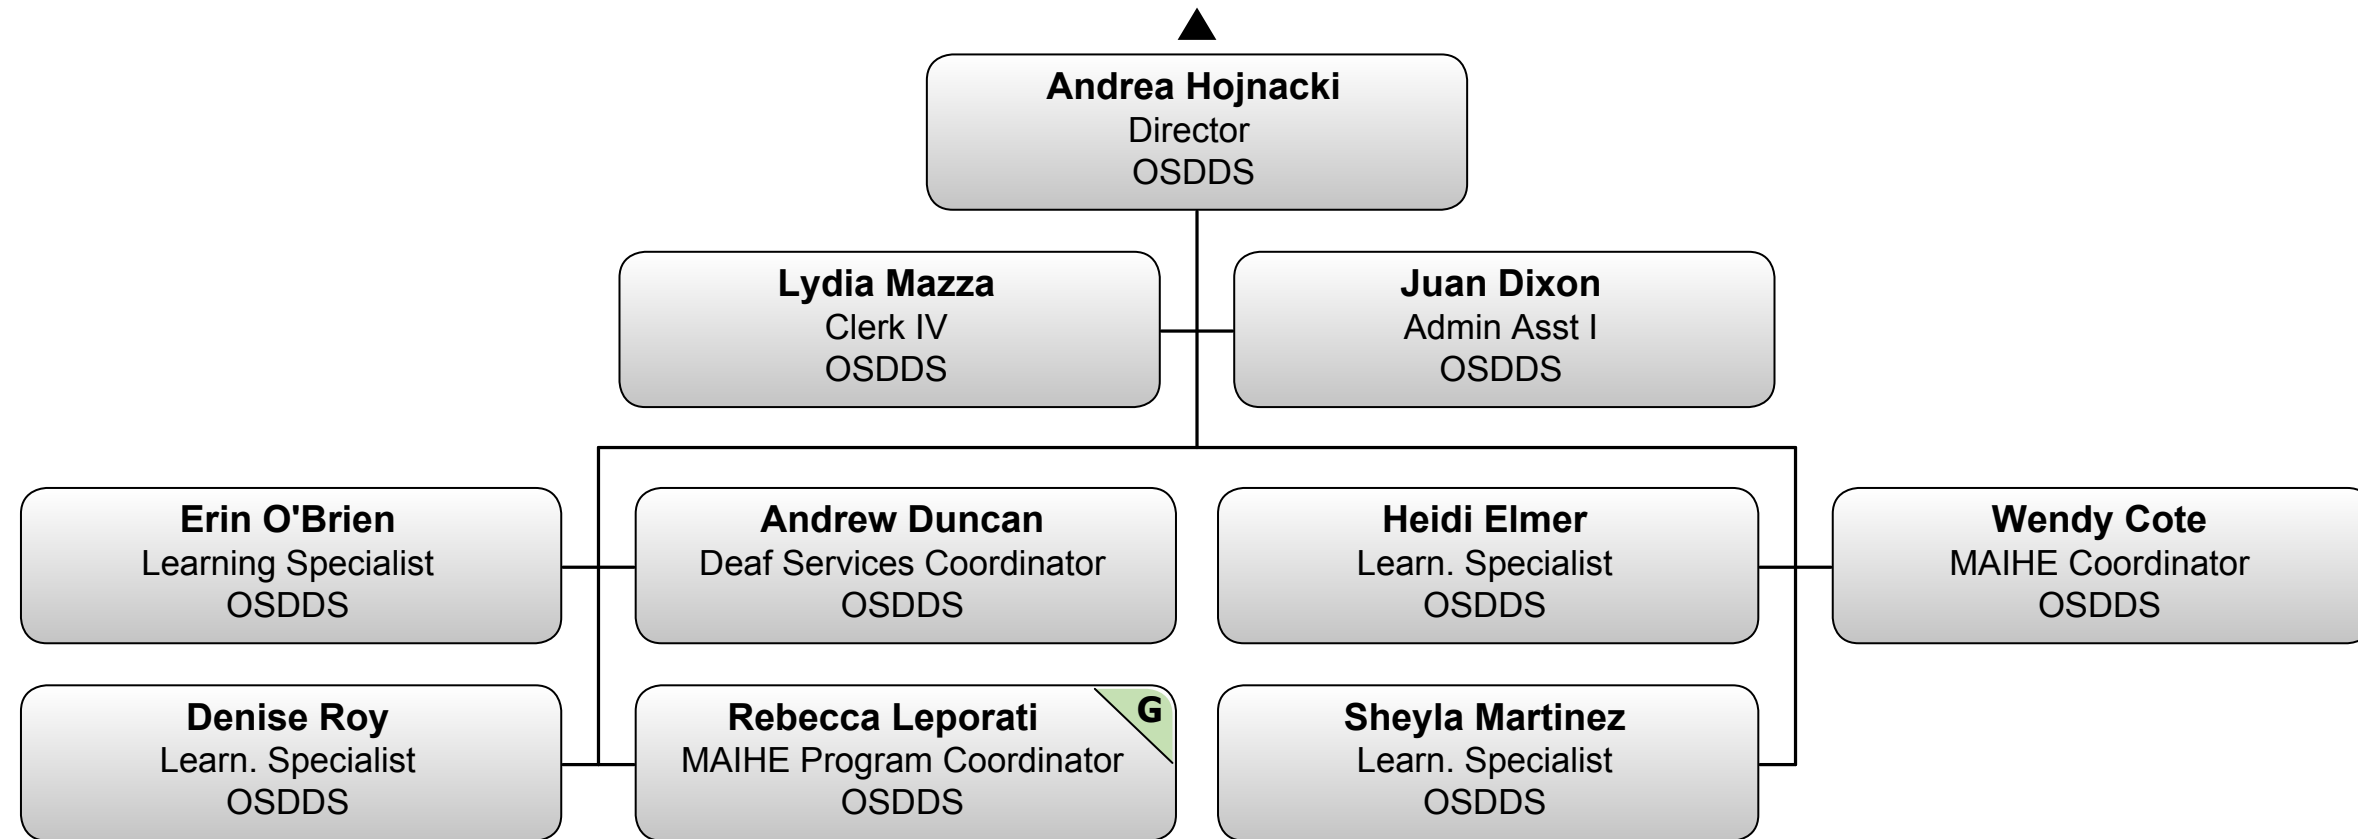 Andrea Hojnacki
Director
OSDDS
Lydia Mazza
Clerk IV
OSDDS
Juan Dixon
Admin Asst I
OSDDS
Erin O'Brien
Learning Specialist
OSDDS
Andrew Duncan
Deaf Services Coordinator
OSDDS
Heidi Elmer
Learn. Specialist
OSDDS
Wendy Cote
MAIHE Coordinator
OSDDS
Denise Roy
Learn. Specialist
OSDDS
Rebecca Leporati
MAIHE Program Coordinator
OSDDS
G
Sheyla Martinez
Learn. Specialist
OSDDS